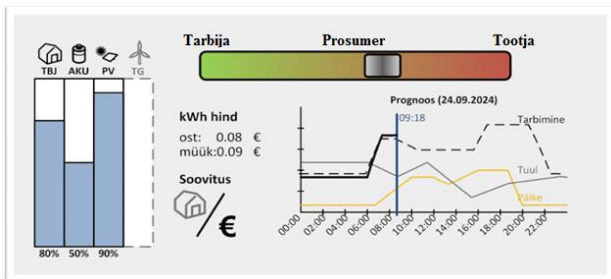 Tarbija Prosumer Tootja
TBJ AKU PV TG
kWh hind
ost: 0.08 €
müük:0.09 €
Soovitus
€
Prognoos (24.09.2024)
09:18
Tarbimine
Tuul
Päike
00:00 02:00 04:00 06:00 08:00 10:00 12:00 14:00 16:00 18:00 20:00 22:00
80% 50% 90%